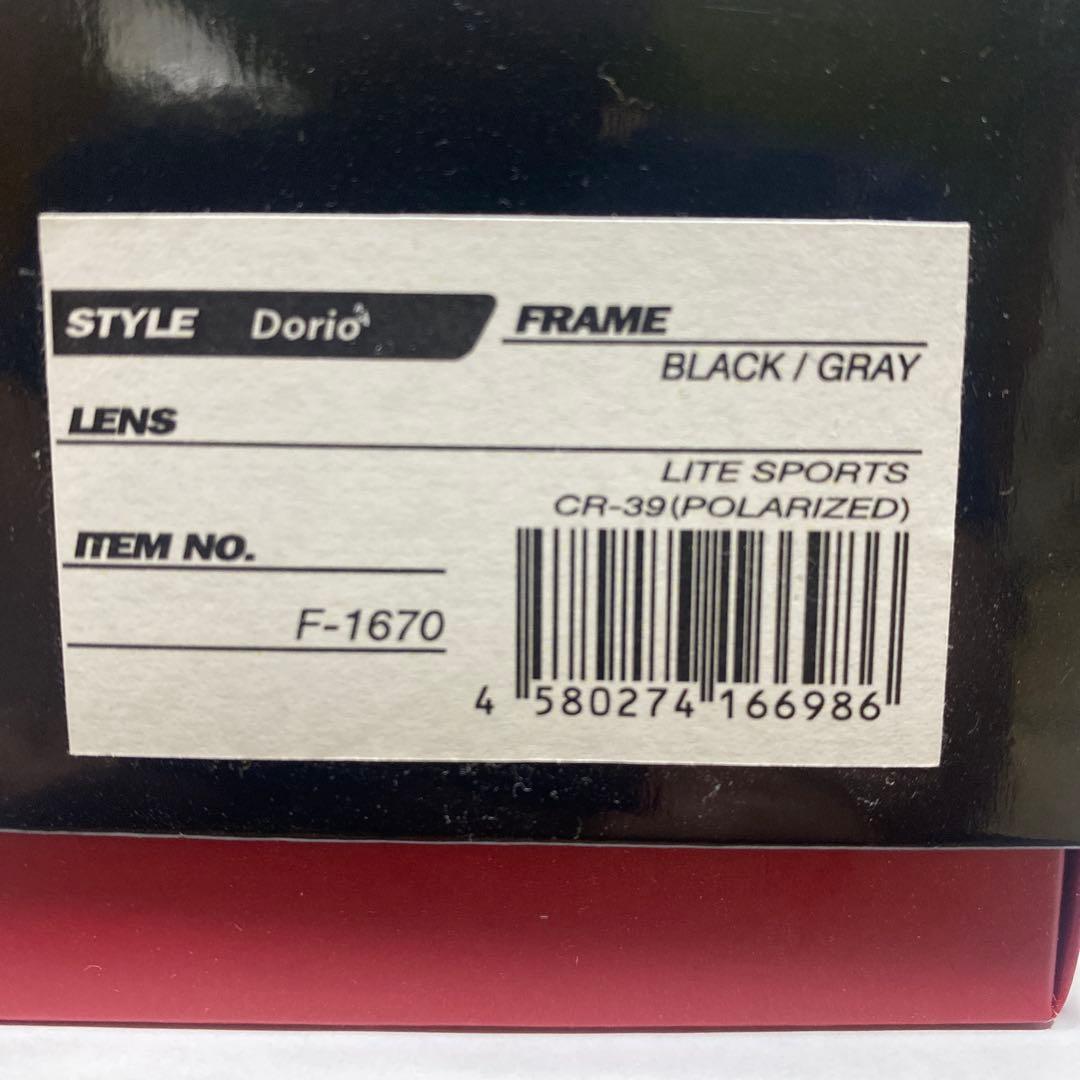 STYLE Dorio
FRAME
BLACK / GRAY
LENS
LITE SPORTS
CR-39(POLARIZED)
ITEM NO.
F-1670
4 580274 166986